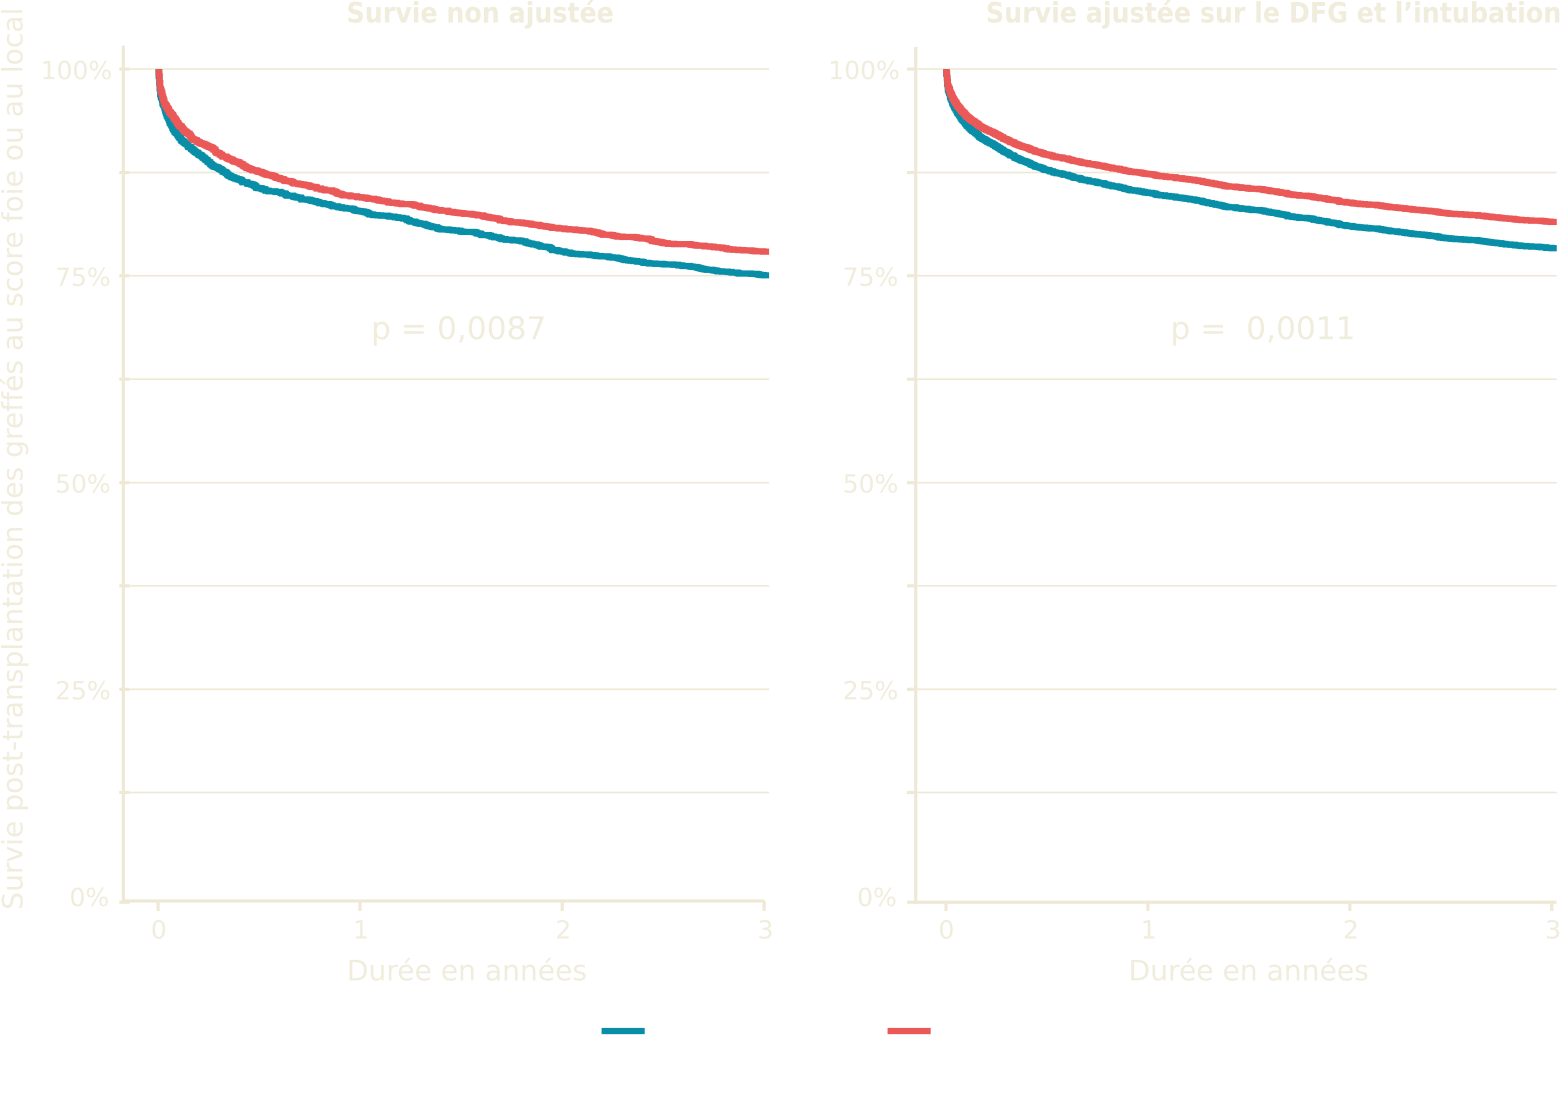 Survie non ajustée
Survie ajustée sur le DFG et l’intubation
Survie post-transplantation des greffés au score foie ou au local
100%
75%
50%
25%
0%
p = 0,0087
0 1 2 3
Durée en années
100%
75%
50%
25%
0%
p = 0,0011
0 1 2 3
Durée en années